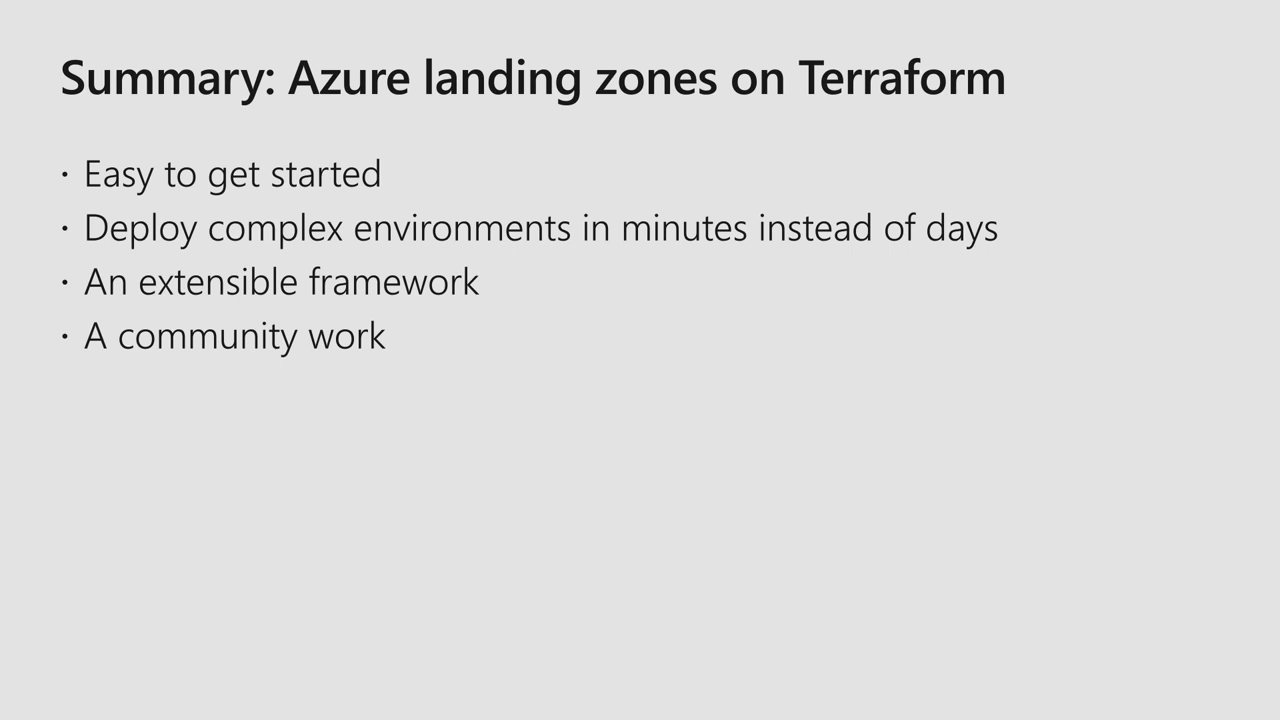 Summary: Azure landing zones on Terraform
· Easy to get started
· Deploy complex environments in minutes instead of days
· An extensible framework
· A community work